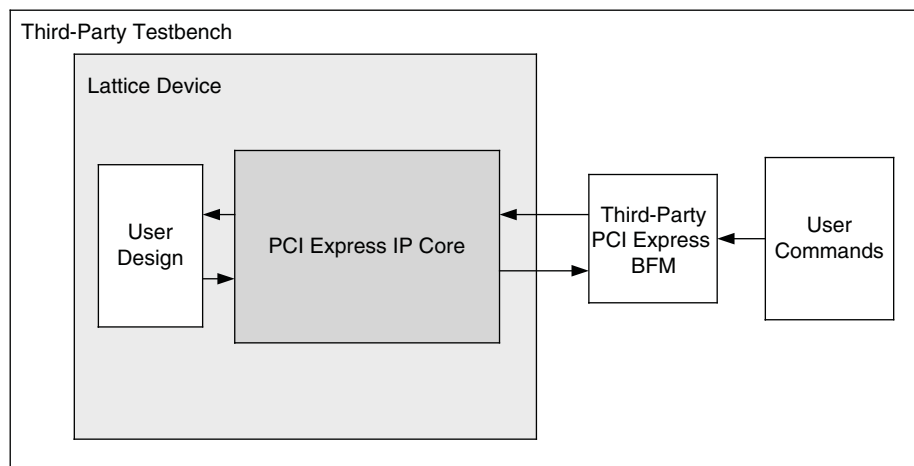 Third-Party Testbench
Lattice Device
User
Design
PCI Express IP Core
Third-Party
PCI Express
BFM
User
Commands